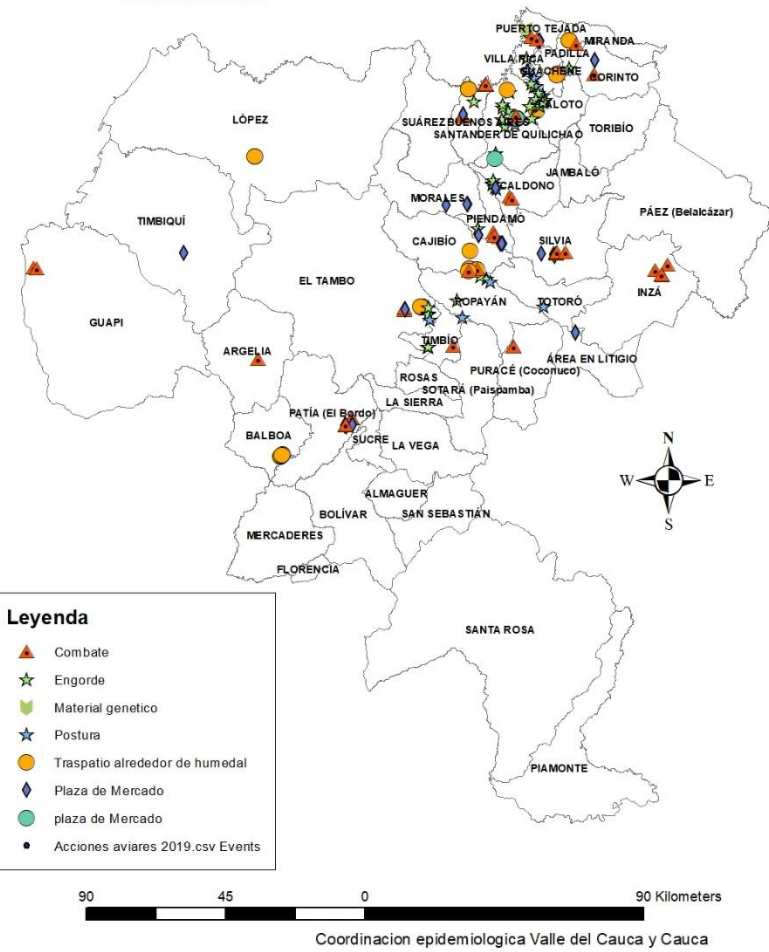 PUERTO TEJADA
MIRANDA
PADILLA
VILLA RICA
GUACHENÉ
CORINTO
CALOTO
LÓPEZ
SUÁREZ
BUENOS AIRES
SANTANDER DE QUILICHAO
TORIBÍO
JAMBALÓ
CALDONO
MORALES
PÁEZ (Belalcázar)
TIMBIQUÍ
PIENDAMÓ
CAJIBÍO
SILVIA
EL TAMBO
INZÁ
POPAYÁN
TOTORÓ
GUAPI
TIMBÍO
ARGELIA
ÁREA EN LITIGIO
PURACÉ (Coconuco)
ROSAS
SOTARÁ (Paispamba)
LA SIERRA
PATÍA (El Bordo)
BALBOA
SUCRE
LA VEGA
N
W
E
S
ALMAGUER
BOLÍVAR
SAN SEBASTIÁN
MERCADERES
FLORENCIA
SANTA ROSA
PIAMONTE
Leyenda
Combate
Engorde
Material genetico
Postura
Traspatio alrededor de humedal
Plaza de Mercado
plaza de Mercado
Acciones aviares 2019.csv Events
90 45 0 90 Kilometers
Coordinacion epidemiologica Valle del Cauca y Cauca